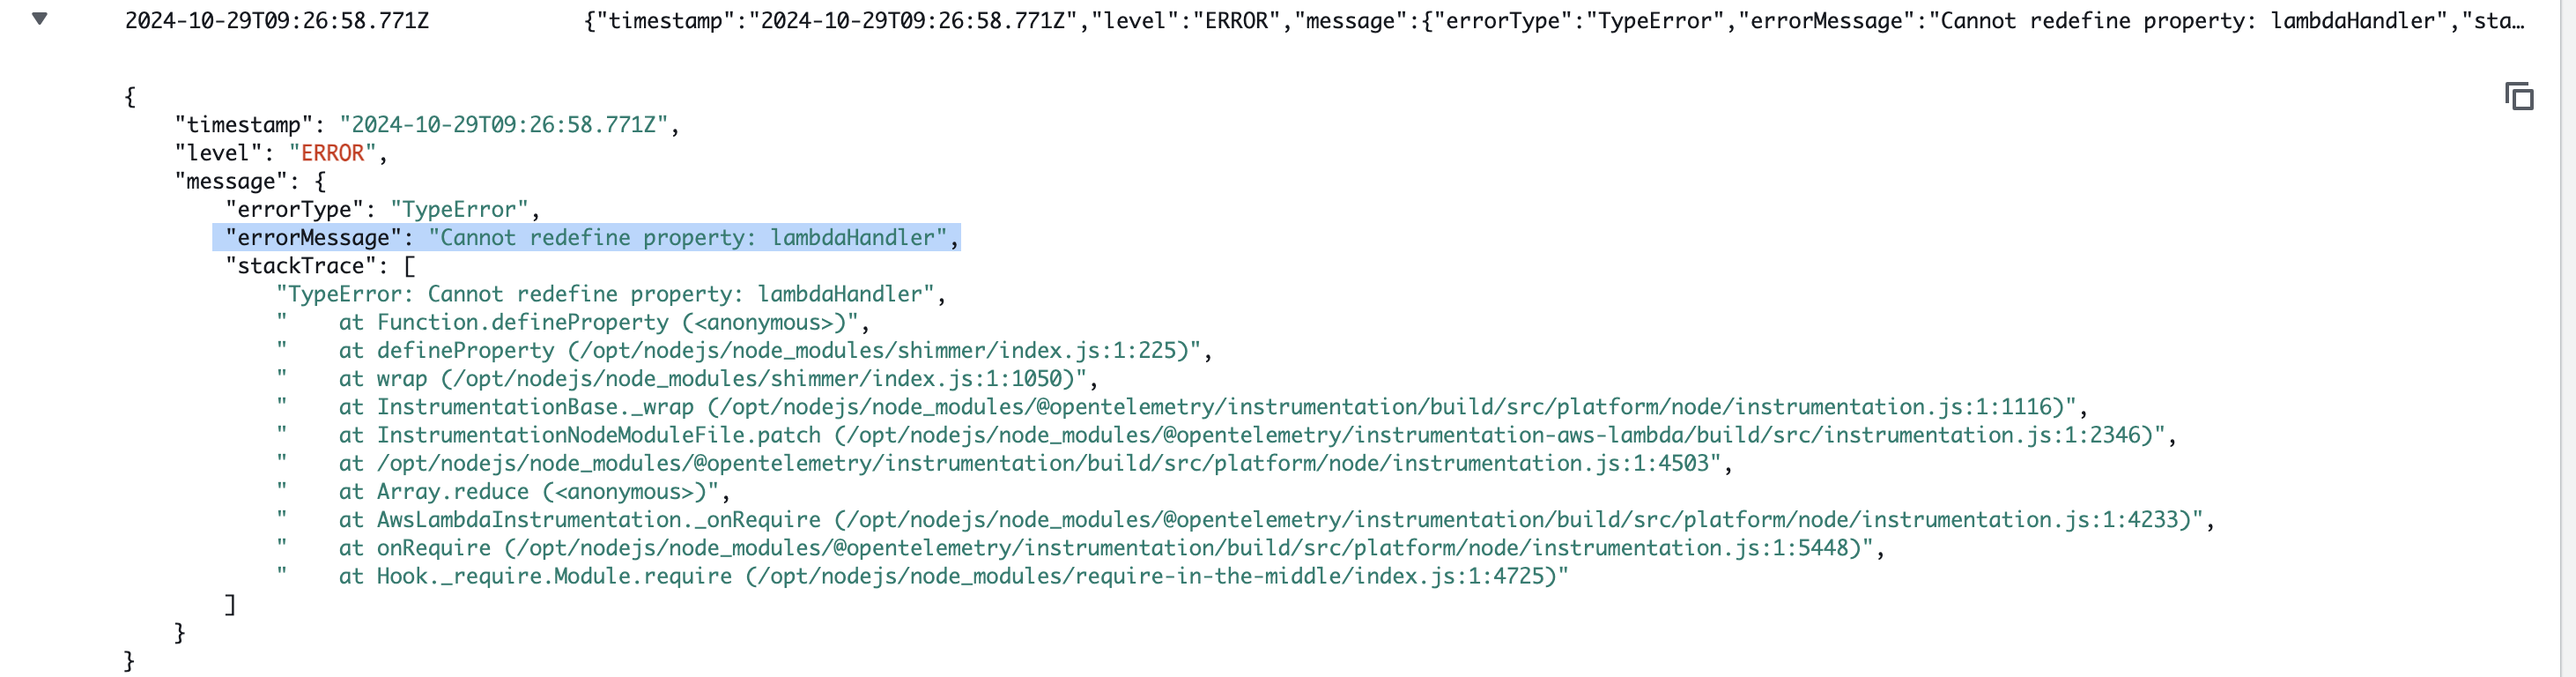 2024-10-29T09:26:58.771Z {"timestamp":"2024-10-29T09:26:58.771Z","level":"ERROR","message":{"errorType":"TypeError","errorMessage":"Cannot redefine property: lambdaHandler","sta…
{
"timestamp": "2024-10-29T09:26:58.771Z",
"level": "ERROR",
"message": {
"errorType": "TypeError",
"errorMessage": "Cannot redefine property: lambdaHandler",
"stackTrace": [
"TypeError: Cannot redefine property: lambdaHandler",
"    at Function.defineProperty (<anonymous>)",
"    at defineProperty (/opt/nodejs/node_modules/shimmer/index.js:1:225)",
"    at wrap (/opt/nodejs/node_modules/shimmer/index.js:1:1050)",
"    at InstrumentationBase._wrap (/opt/nodejs/node_modules/@opentelemetry/instrumentation/build/src/platform/node/instrumentation.js:1:1116)",
"    at InstrumentationNodeModuleFile.patch (/opt/nodejs/node_modules/@opentelemetry/instrumentation-aws-lambda/build/src/instrumentation.js:1:2346)",
"    at /opt/nodejs/node_modules/@opentelemetry/instrumentation/build/src/platform/node/instrumentation.js:1:4503",
"    at Array.reduce (<anonymous>)",
"    at AwsLambdaInstrumentation._onRequire (/opt/nodejs/node_modules/@opentelemetry/instrumentation/build/src/platform/node/instrumentation.js:1:4233)",
"    at onRequire (/opt/nodejs/node_modules/@opentelemetry/instrumentation/build/src/platform/node/instrumentation.js:1:5448)",
"    at Hook._require.Module.require (/opt/nodejs/node_modules/require-in-the-middle/index.js:1:4725)"
]
}
}